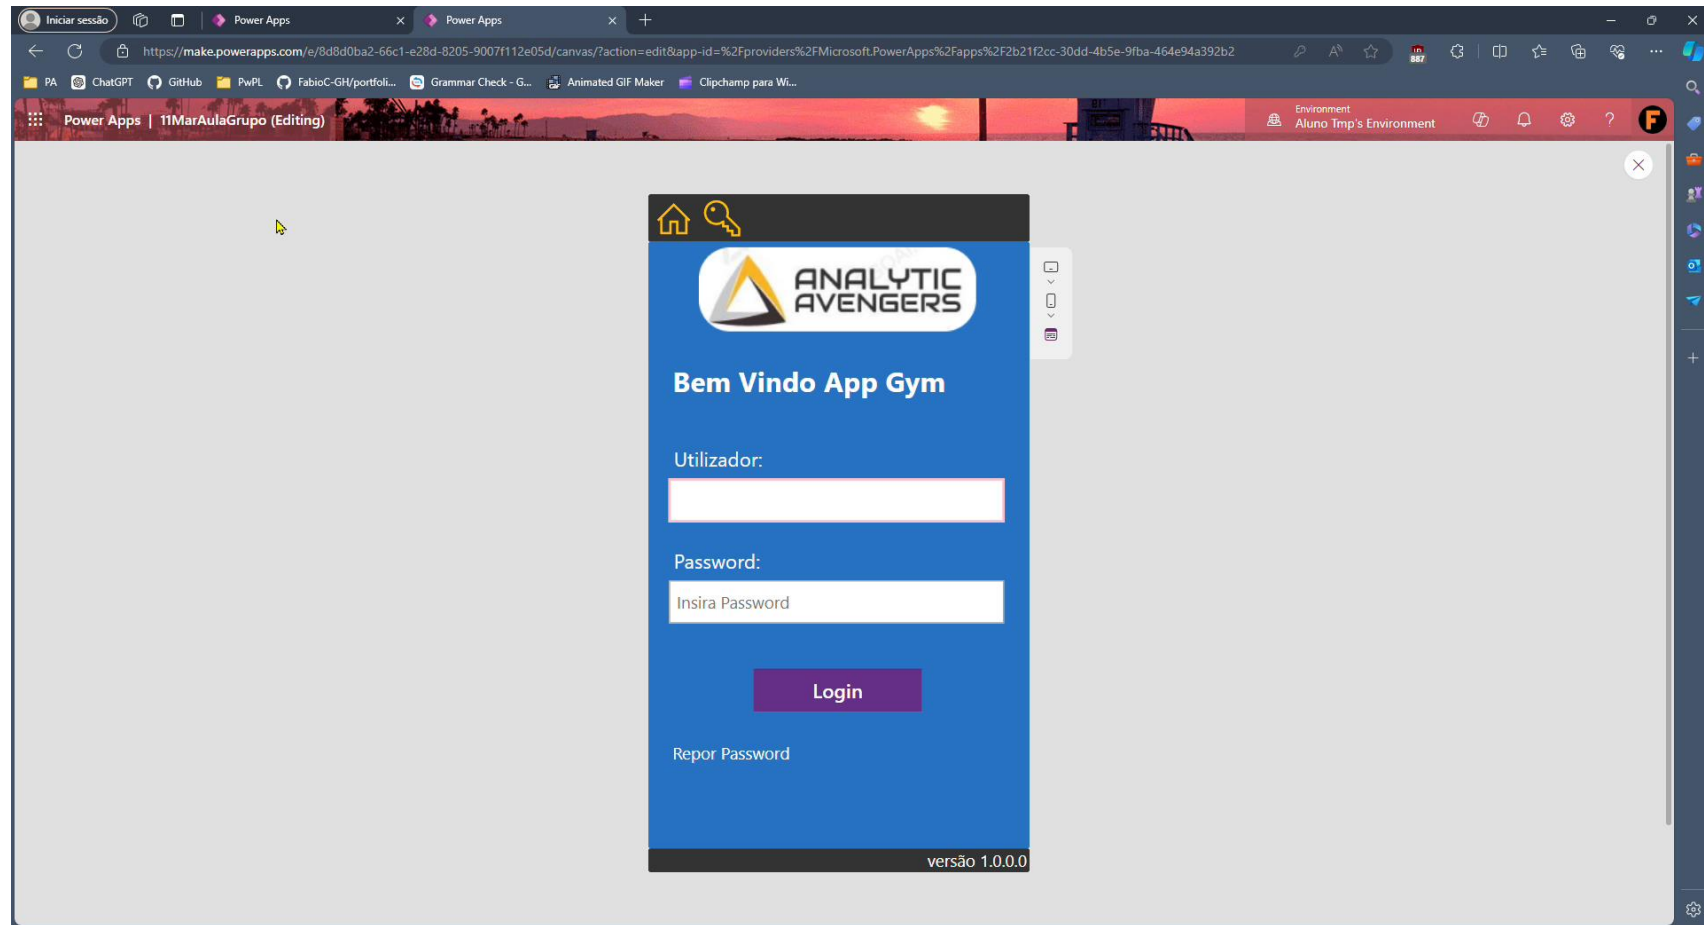 Iniciar sessão
Power Apps
Power Apps
https://make.powerapps.com/e/8d8d0ba2-66c1-e28d-8205-9007f112e05d/canvas/?action=edit&app-id=%2Fproviders%2FMicrosoft.PowerApps%2Fapps%2F2b21f2cc-30dd-4b5e-9fba-464e94a392b2
887
PA
ChatGPT
GitHub
PwPL
FabioC-GH/portfoli...
Grammar Check - G...
Animated GIF Maker
Clipchamp para Wi...
Power Apps | 11MarAulaGrupo (Editing)
Environment
Aluno Tmp's Environment
F
ANALYTIC
AVENGERS
Bem Vindo App Gym
Utilizador:
Password:
Insira Password
Login
Repor Password
versão 1.0.0.0